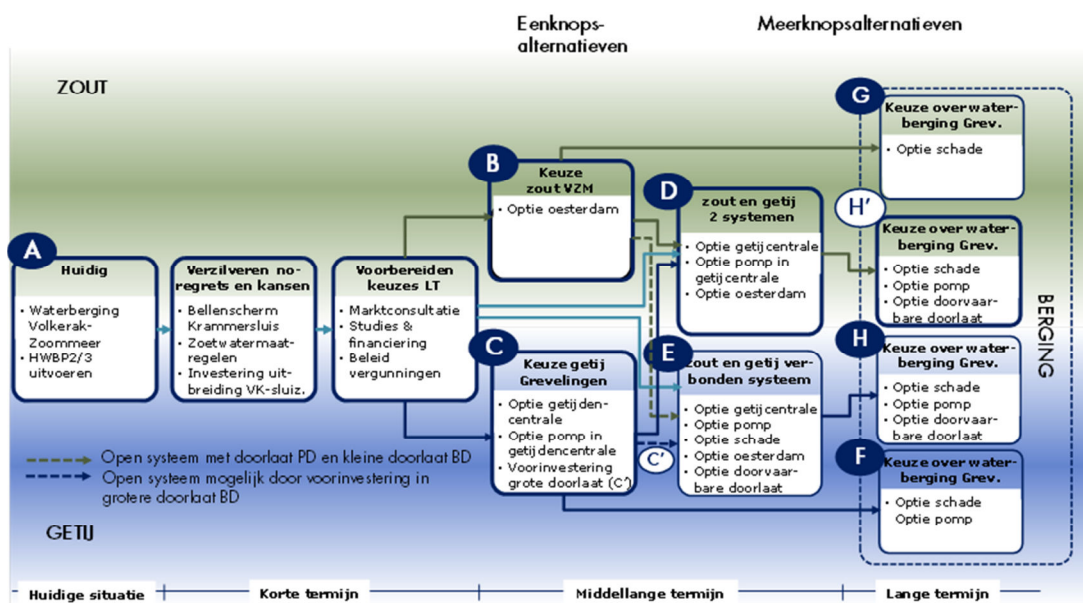 Eenknops-
alternatieven
Meerknopsalternatieven
ZOUT
G
Keuze over water-
berging Grev.
• Optie schade
B
Keuze
zout VZM
• Optie oesterdam
D
zout en getij
2 systemen
• Optie getijcentrale
• Optie pomp in
getijcentrale
• Optie oesterdam
H'
Keuze over water-
berging Grev.
• Optie schade
• Optie pomp
• Optie doorvaar-
bare doorlaat
A
Huidig
• Waterberging
Volkerak-
Zoommeer
• HWBP2/3
uitvoeren
Verzilveren no-
regrets en kansen
• Bellenscherm
Krammersluis
• Zoetwatermaat-
regelen
• Investering uit-
breiding VK-sluiz.
Voorbereiden
keuzes LT
• Marktconsultatie
• Studies &
financiering
• Beleid
vergunningen
C
Keuze getij
Grevelingen
• Optie getijden-
centrale
• Optie pomp in
getijdencentrale
• Voorinvestering
grote doorlaat (C')
C'
E
zout en getij ver-
bonden systeem
• Optie getijcentrale
• Optie pomp
• Optie schade
• Optie oesterdam
• Optie doorvaar-
bare doorlaat
H
Keuze over water-
berging Grev.
• Optie schade
• Optie pomp
• Optie doorvaar-
bare doorlaat
F
Keuze over water-
berging Grev.
• Optie schade
Optie pomp
BERGING
Open systeem met doorlaat PD en kleine doorlaat BD
Open systeem mogelijk door voorinvestering in
grotere doorlaat BD
GETIJ
Huidige situatie
Korte termijn
Middellange termijn
Lange termijn